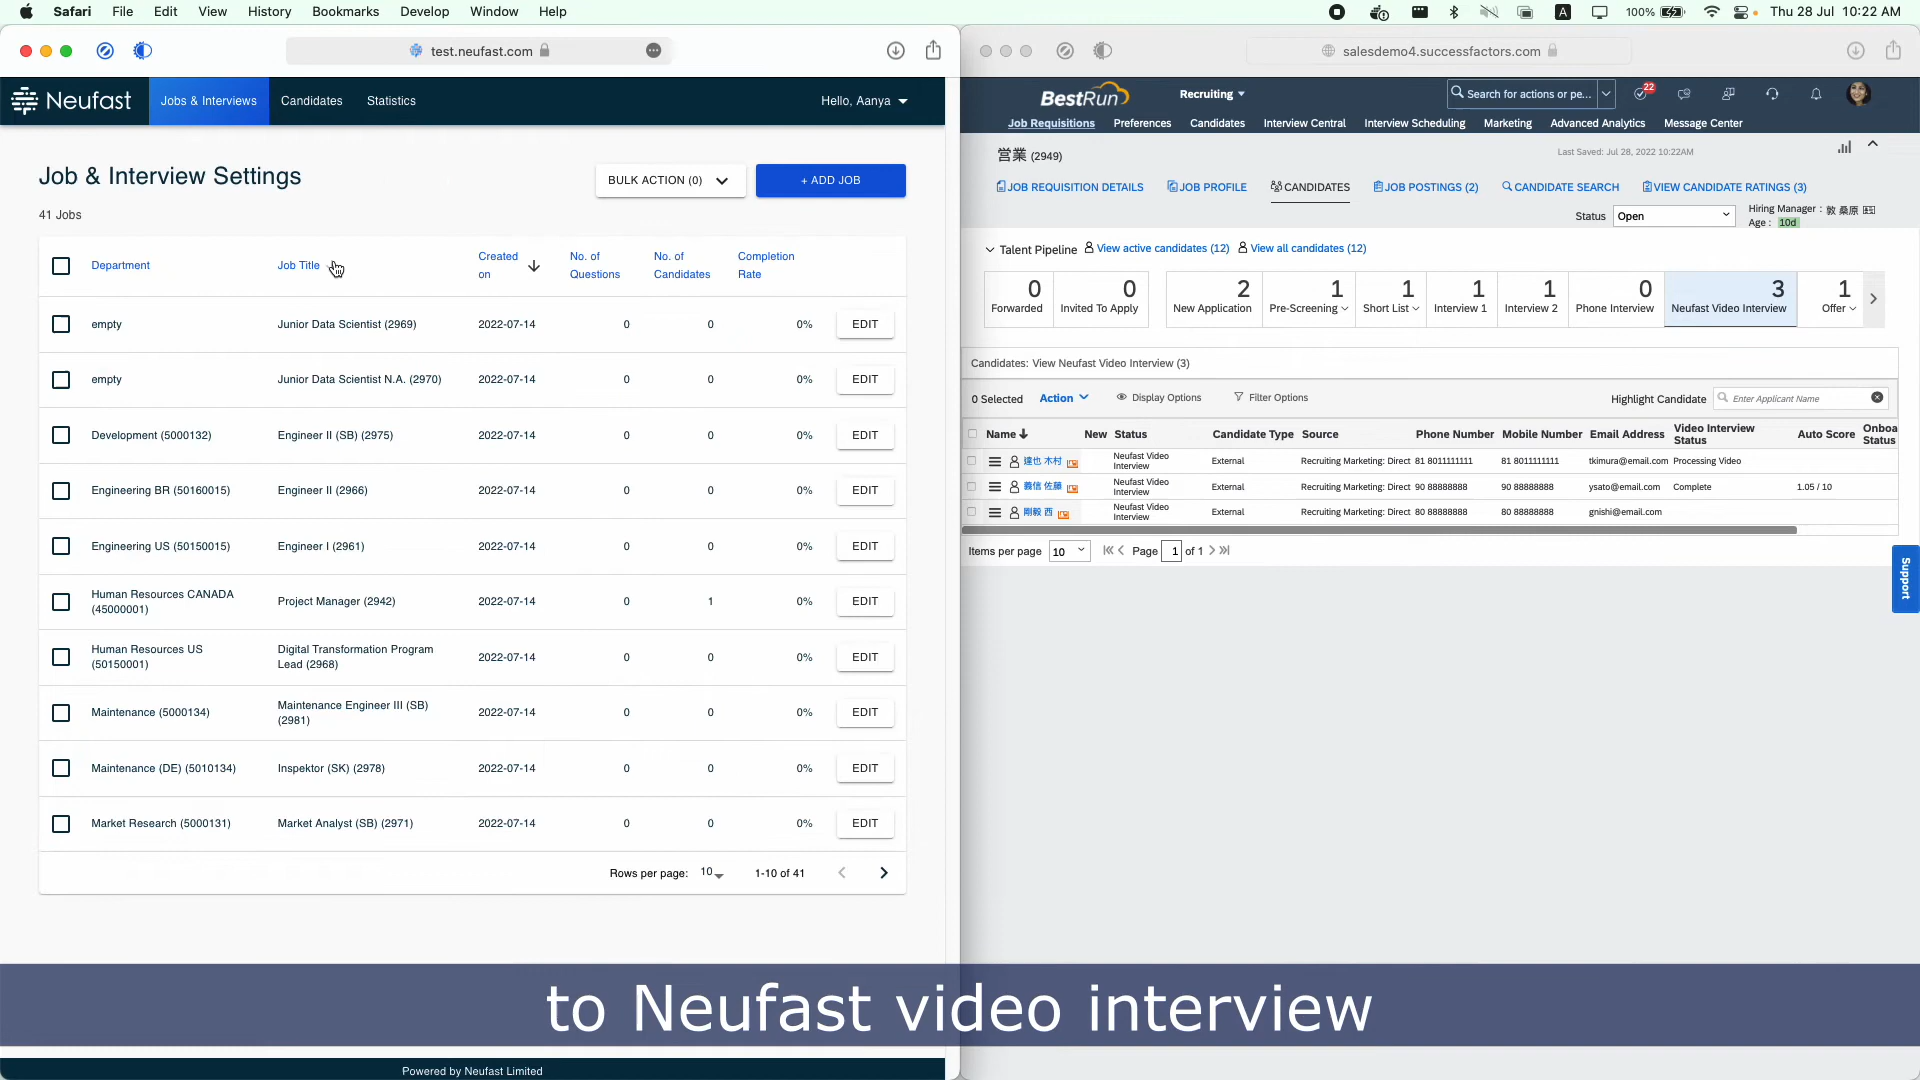 Safari File Edit View History Bookmarks Develop Window Help
A 100% Thu 28 Jul 10:22 AM
test.neufast.com
Neufast Jobs & Interviews Candidates Statistics Hello, Aanya
Job & Interview Settings
BULK ACTION (0) + ADD JOB
41 Jobs
Department Job Title Created on No. of Questions No. of Candidates Completion Rate
empty Junior Data Scientist (2969) 2022-07-14 0 0 0% EDIT
empty Junior Data Scientist N.A. (2970) 2022-07-14 0 0 0% EDIT
Development (5000132) Engineer II (SB) (2975) 2022-07-14 0 0 0% EDIT
Engineering BR (50160015) Engineer II (2966) 2022-07-14 0 0 0% EDIT
Engineering US (50150015) Engineer I (2961) 2022-07-14 0 0 0% EDIT
Human Resources CANADA (45000001) Project Manager (2942) 2022-07-14 0 1 0% EDIT
Human Resources US (50150001) Digital Transformation Program Lead (2968) 2022-07-14 0 0 0% EDIT
Maintenance (5000134) Maintenance Engineer III (SB) (2981) 2022-07-14 0 0 0% EDIT
Maintenance (DE) (5010134) Inspektor (SK) (2978) 2022-07-14 0 0 0% EDIT
Market Research (5000131) Market Analyst (SB) (2971) 2022-07-14 0 0 0% EDIT
Rows per page: 10 1-10 of 41
salesdemo4.successfactors.com
BestRun Recruiting Search for actions or pe... 22
Job Requisitions Preferences Candidates Interview Central Interview Scheduling Marketing Advanced Analytics Message Center
営業 (2949) Last Saved: Jul 28, 2022 10:22AM
JOB REQUISITION DETAILS JOB PROFILE CANDIDATES JOB POSTINGS (2) CANDIDATE SEARCH VIEW CANDIDATE RATINGS (3)
Status Open Hiring Manager : 敦 桑原
Age : 10d
Talent Pipeline View active candidates (12) View all candidates (12)
0 0 2 1 1 1 1 0 3 1
Forwarded Invited To Apply New Application Pre-Screening Short List Interview 1 Interview 2 Phone Interview Neufast Video Interview Offer
Candidates: View Neufast Video Interview (3)
0 Selected Action Display Options Filter Options Highlight Candidate Enter Applicant Name
Name New Status Candidate Type Source Phone Number Mobile Number Email Address Video Interview Status Auto Score Onboa Status
達也 木村 Neufast Video Interview External Recruiting Marketing: Direct 81 8011111111 81 8011111111 tkimura@email.com Processing Video
義信 佐藤 Neufast Video Interview External Recruiting Marketing: Direct 90 88888888 90 88888888 ysato@email.com Complete 1.05 / 10
剛毅 西 Neufast Video Interview External Recruiting Marketing: Direct 80 88888888 80 88888888 gnishi@email.com
Items per page 10 Page 1 of 1
Support
to Neufast video interview
Powered by Neufast Limited